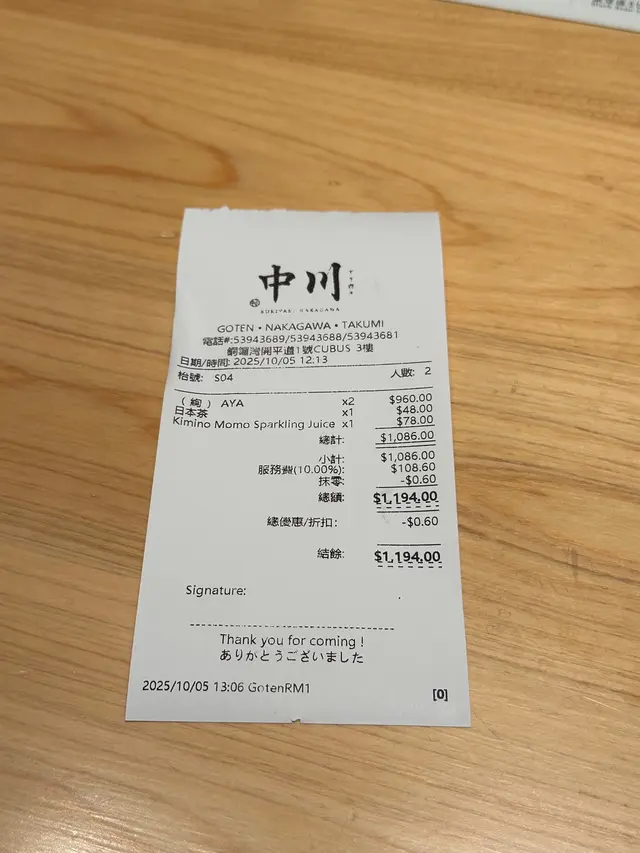 中川
SUKIYAKI NAKAGAWA
GOTEN • NAKAGAWA • TAKUMI
電話#:53943689/53943688/53943681
銅鑼灣開平道1號CUBUS 3樓
日期/時間: 2025/10/05 12:13
枱號: S04 人數: 2
(絢) AYA x2 $960.00
日本茶 x1 $48.00
Kimino Momo Sparkling Juice x1 $78.00
總計: $1,086.00
小計: $1,086.00
服務費(10.00%): $108.60
抹零: -$0.60
總額: $1,194.00
總優惠/折扣: -$0.60
結餘: $1,194.00
Signature:
Thank you for coming !
ありがとうございました
2025/10/05 13:06 GotenRM1 [0]